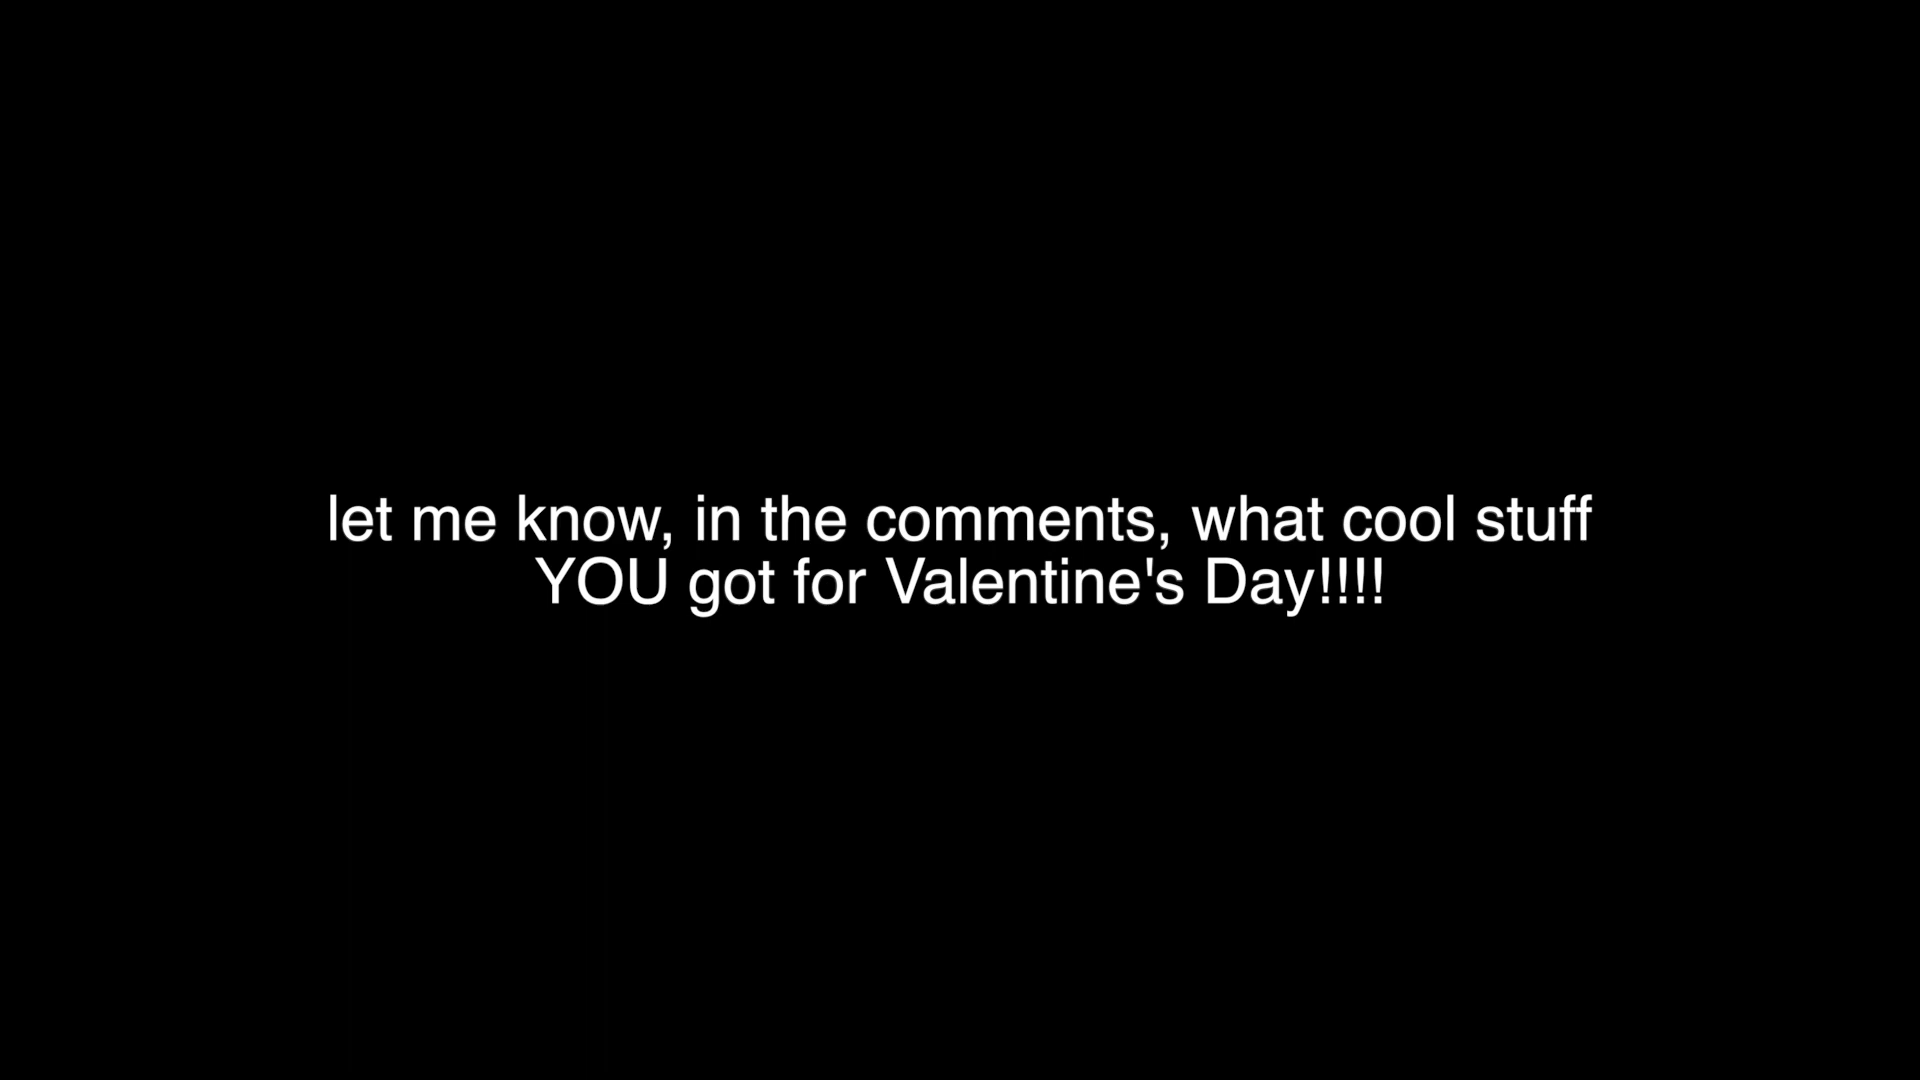 let me know, in the comments, what cool stuff
YOU got for Valentine's Day!!!!